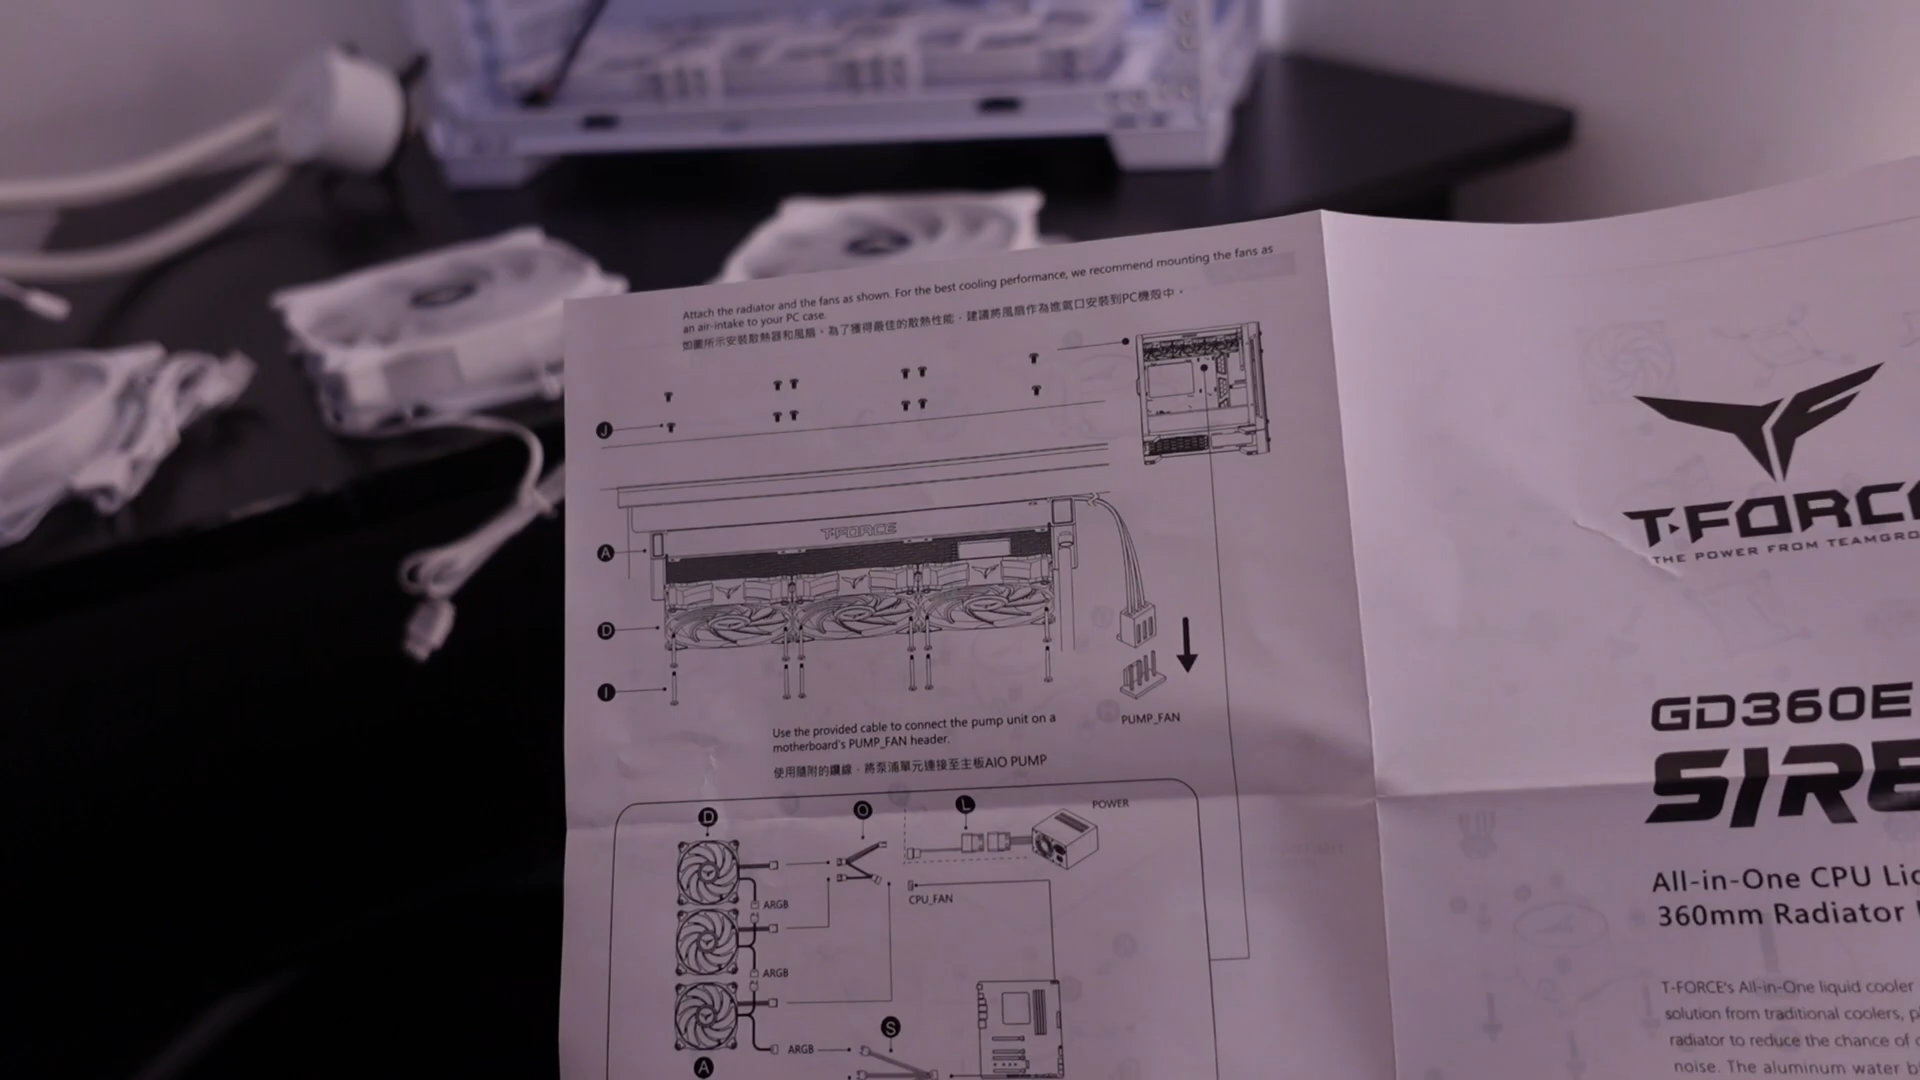 Attach the radiator and the fans as shown. For the best cooling performance, we recommend mounting the fans as
an air-intake to your PC case.
如圖所示安裝散熱器和風扇。為了獲得最佳的散熱性能，建議將風扇作為進氣口安裝到PC機殼中。
J
T-FORCE
A
D
I
PUMP_FAN
Use the provided cable to connect the pump unit on a
motherboard's PUMP_FAN header.
使用隨附的纜線，將泵浦單元連接至主板AIO PUMP
D
O
L
POWER
CPU_FAN
ARGB
ARGB
S
ARGB
A
T-FORC
THE POWER FROM TEAMGRO
GD360E
SIRE
All-in-One CPU Li
360mm Radiator
T-FORCE's All-in-One liquid cooler
solution from traditional coolers, p
radiator to reduce the chance of
noise. The aluminum water b